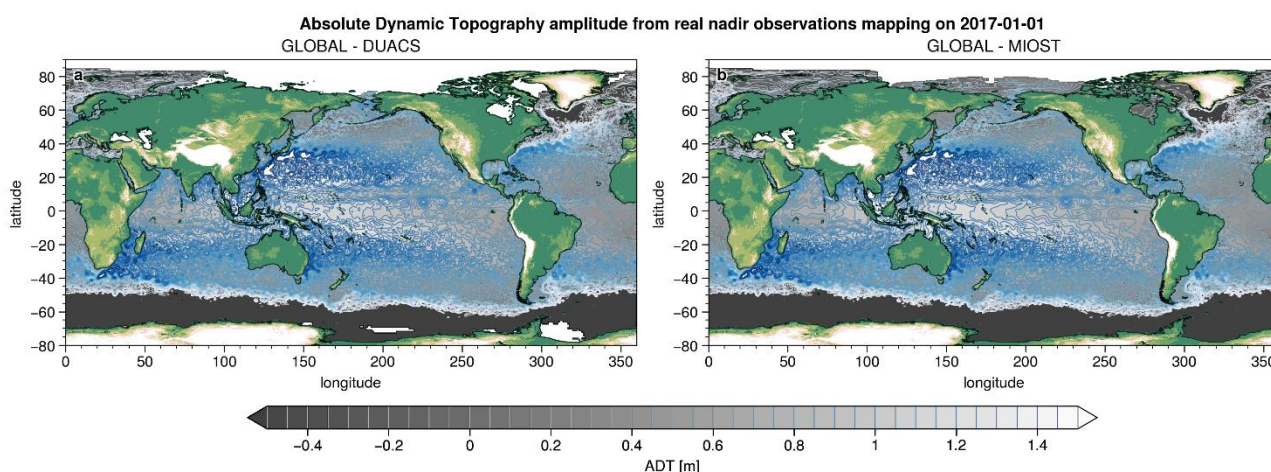 Absolute Dynamic Topography amplitude from real nadir observations mapping on 2017-01-01
GLOBAL - DUACS
GLOBAL - MIOST
a
b
80
60
40
20
0
−20
−40
−60
−80
latitude
0 50 100 150 200 250 300 350
longitude
80
60
40
20
0
−20
−40
−60
−80
latitude
0 50 100 150 200 250 300 350
longitude
−0.4 −0.2 0 0.2 0.4 0.6 0.8 1 1.2 1.4
ADT [m]